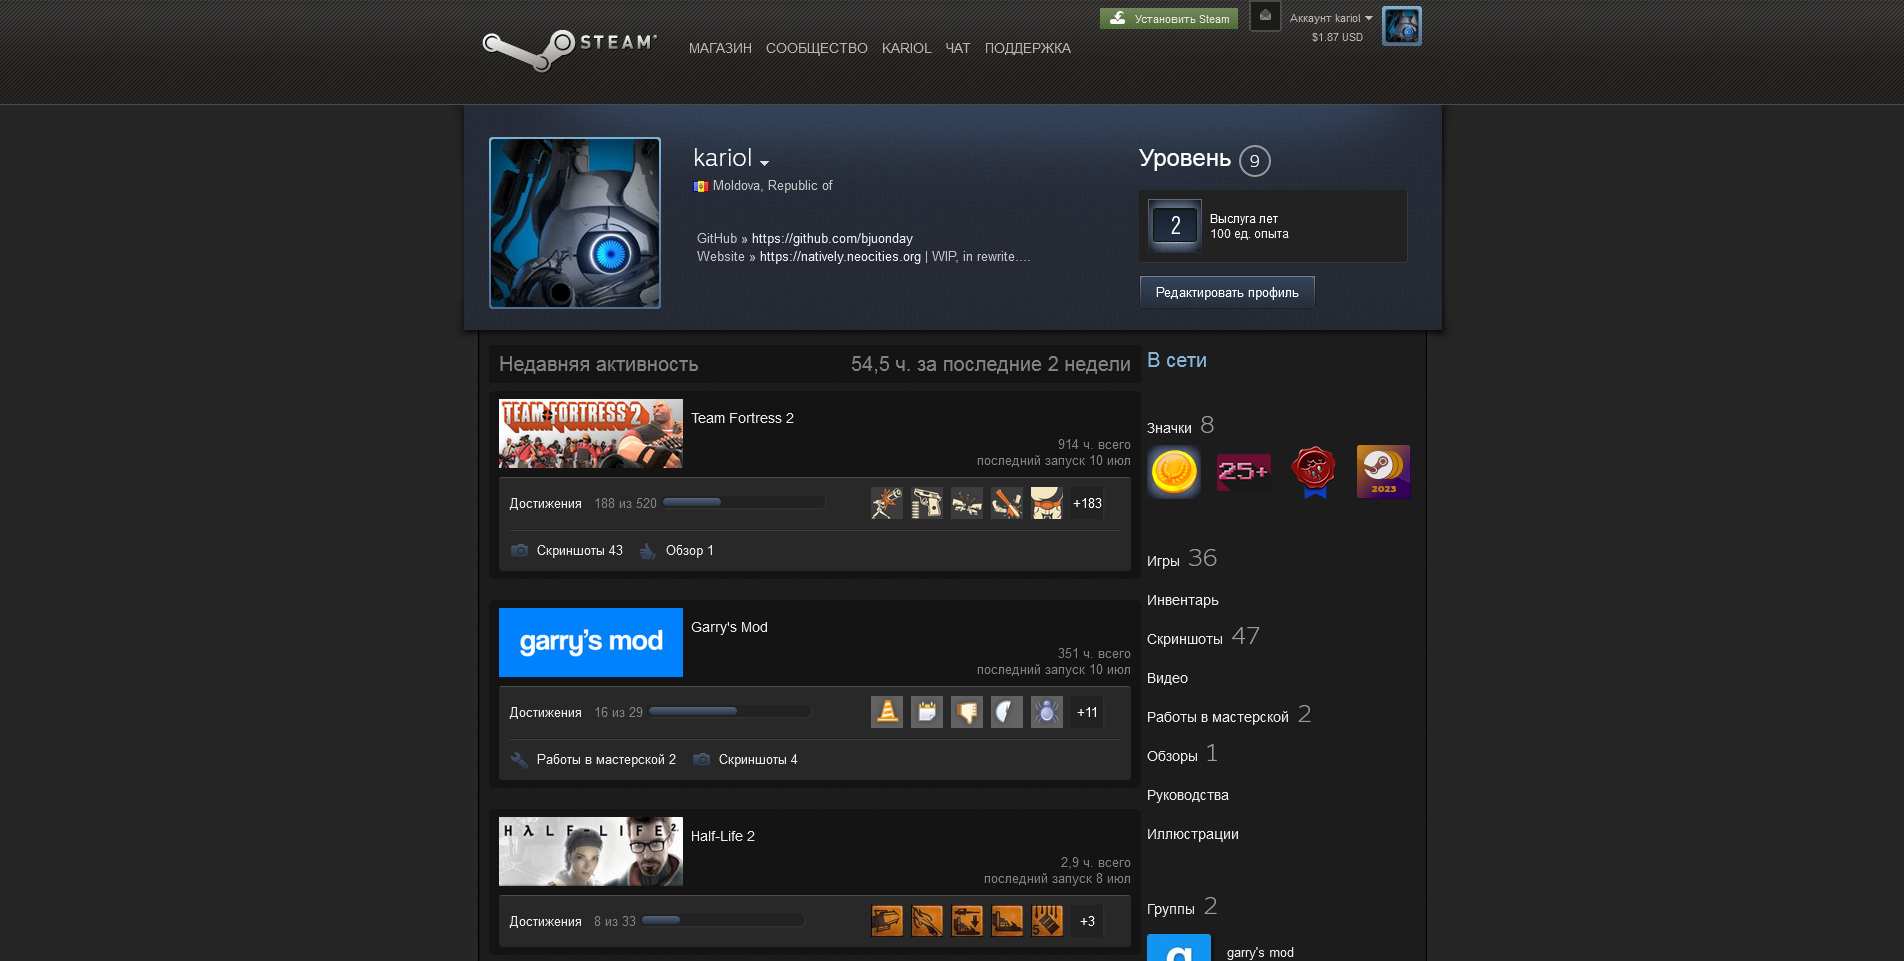 Установить Steam
Аккаунт kariol
$1.87 USD
STEAM
МАГАЗИН СООБЩЕСТВО KARIOL ЧАТ ПОДДЕРЖКА
kariol
Moldova, Republic of
GitHub » https://github.com/bjuonday
Website » https://natively.neocities.org | WIP, in rewrite....
Уровень 9
2
Выслуга лет
100 ед. опыта
Редактировать профиль
Недавняя активность 54,5 ч. за последние 2 недели
TEAM FORTRESS 2
Team Fortress 2
914 ч. всего
последний запуск 10 июл
Достижения 188 из 520 +183
Скриншоты 43 Обзор 1
garry's mod
Garry's Mod
351 ч. всего
последний запуск 10 июл
Достижения 16 из 29 +11
Работы в мастерской 2 Скриншоты 4
HλLF-LIFE 2
Half-Life 2
2,9 ч. всего
последний запуск 8 июл
Достижения 8 из 33 5 +3
В сети
Значки 8
25+
2023
Игры 36
Инвентарь
Скриншоты 47
Видео
Работы в мастерской 2
Обзоры 1
Руководства
Иллюстрации
Группы 2
g
garry's mod